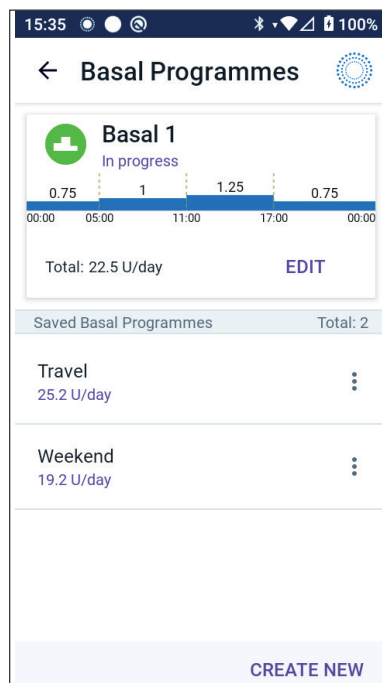 15:35 100%
Basal Programmes
Basal 1
In progress
0.75 1 1.25 0.75
00:00 05:00 11:00 17:00 00:00
Total: 22.5 U/day EDIT
Saved Basal Programmes Total: 2
Travel
25.2 U/day
Weekend
19.2 U/day
CREATE NEW